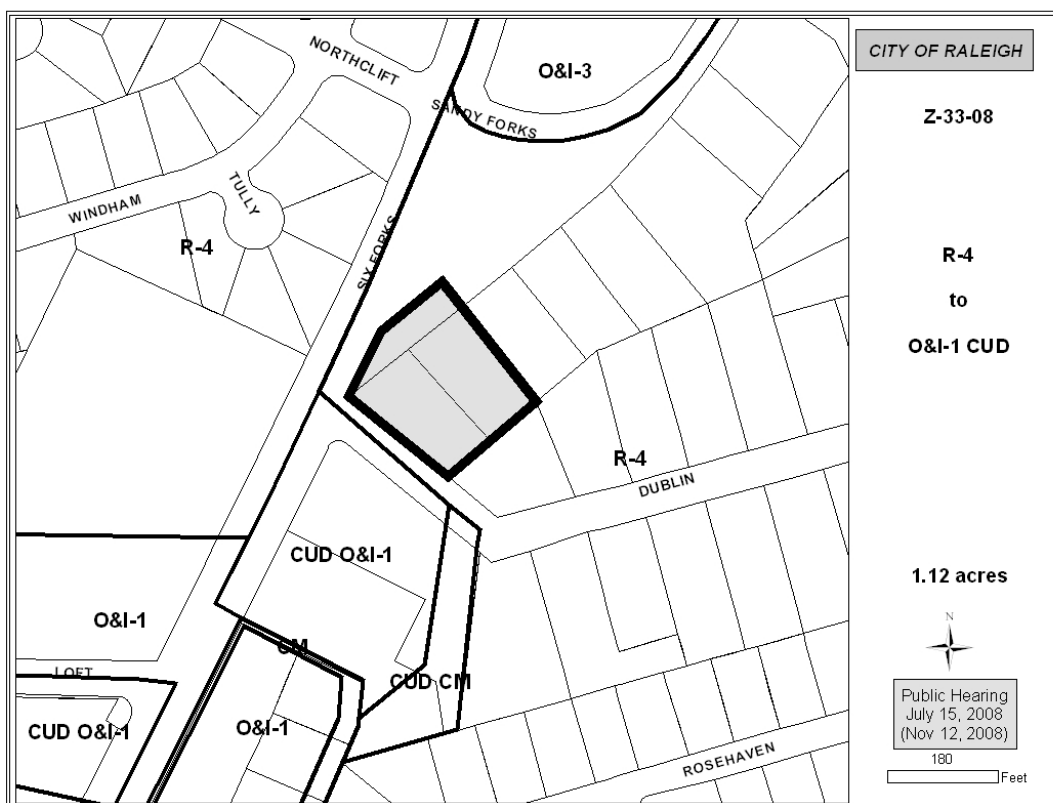 CITY OF RALEIGH
Z-33-08
R-4
to
O&I-1 CUD
1.12 acres
N
Public Hearing
July 15, 2008
(Nov 12, 2008)
180
Feet
NORTHCLIFT
O&I-3
SANDY FORKS
TULLY
WINDHAM
R-4
SIX FORKS
R-4
DUBLIN
CUD O&I-1
O&I-1
CM
LOFT
CUD CM
CUD O&I-1
O&I-1
ROSEHAVEN